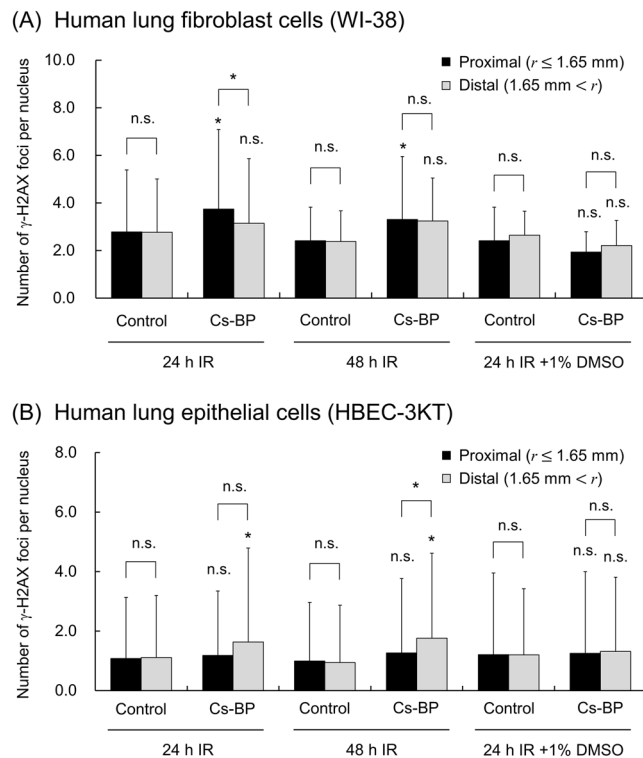 (A) Human lung fibroblast cells (WI-38)
Number of γ-H2AX foci per nucleus
10.0
8.0
6.0
4.0
2.0
0.0
Proximal (r ≤ 1.65 mm)
Distal (1.65 mm < r)
n.s.
*
*
n.s.
n.s.
n.s.
*
n.s.
n.s.
n.s.
n.s.
n.s.
Control
Cs-BP
Control
Cs-BP
Control
Cs-BP
24 h IR
48 h IR
24 h IR +1% DMSO
(B) Human lung epithelial cells (HBEC-3KT)
Number of γ-H2AX foci per nucleus
8.0
6.0
4.0
2.0
0.0
Proximal (r ≤ 1.65 mm)
Distal (1.65 mm < r)
n.s.
n.s.
n.s.
*
n.s.
*
n.s.
*
n.s.
n.s.
n.s.
n.s.
Control
Cs-BP
Control
Cs-BP
Control
Cs-BP
24 h IR
48 h IR
24 h IR +1% DMSO